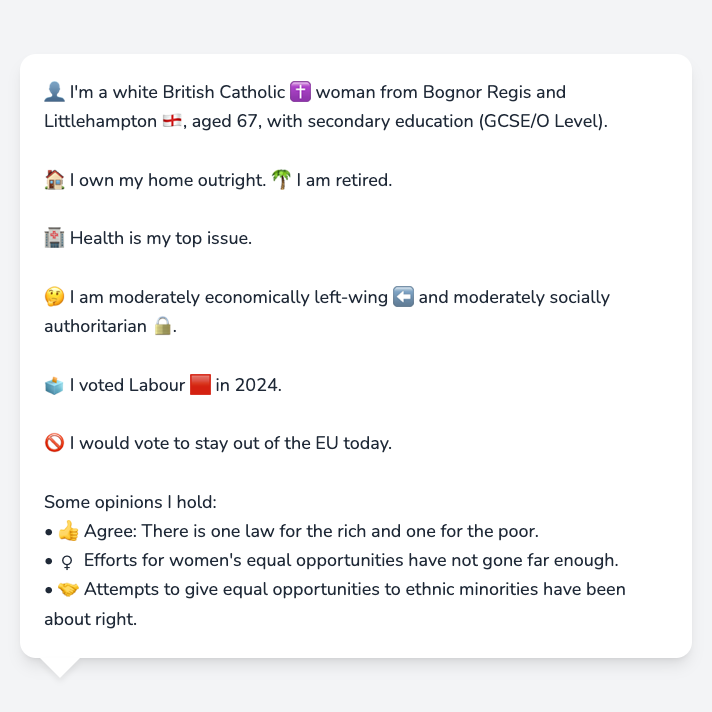 👤 I'm a white British Catholic ✝️ woman from Bognor Regis and
Littlehampton 🏴󠁧󠁢󠁥󠁮󠁧󠁿, aged 67, with secondary education (GCSE/O Level).
🏠 I own my home outright. 🌴 I am retired.
🏥 Health is my top issue.
🤔 I am moderately economically left-wing ⬅️ and moderately socially
authoritarian 🔒.
🗳️ I voted Labour 🟥 in 2024.
🚫 I would vote to stay out of the EU today.
Some opinions I hold:
• 👍 Agree: There is one law for the rich and one for the poor.
• ♀ Efforts for women's equal opportunities have not gone far enough.
• 🤝 Attempts to give equal opportunities to ethnic minorities have been
about right.